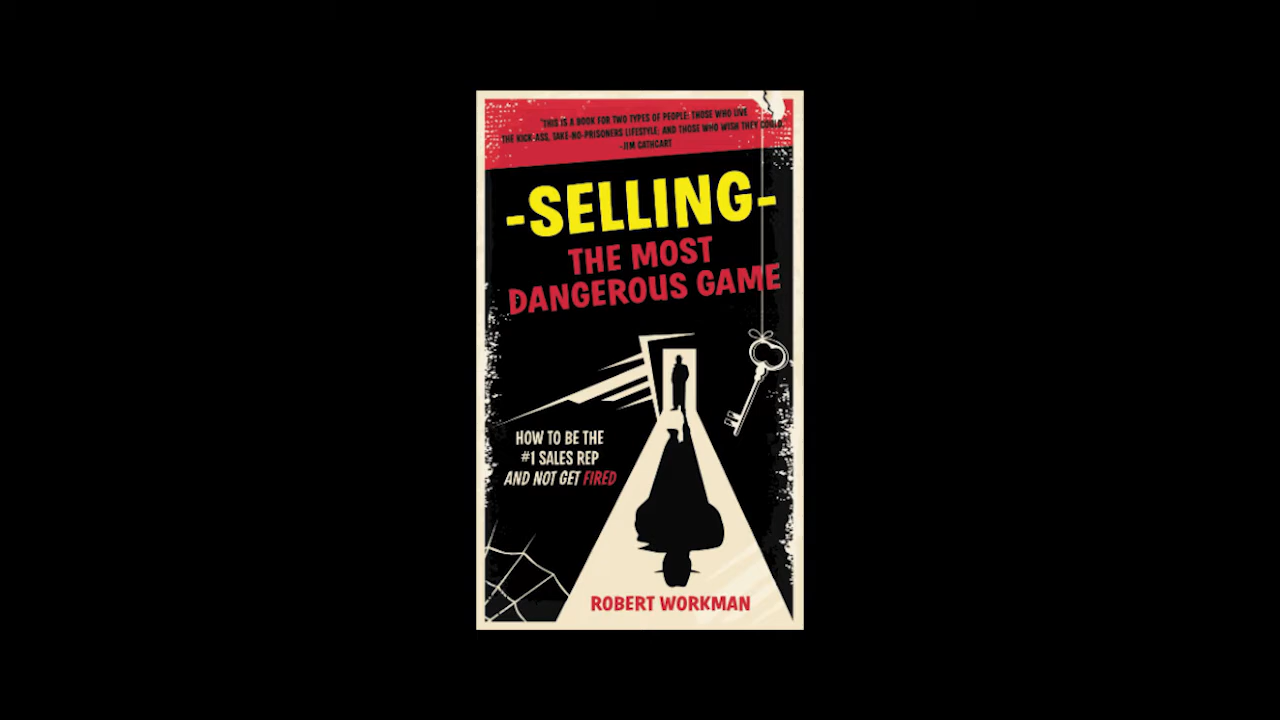 "THIS IS A BOOK FOR TWO TYPES OF PEOPLE: THOSE WHO LIVE
THE KICK-ASS, TAKE-NO-PRISONERS LIFESTYLE, AND THOSE WHO WISH THEY COULD.
-JIM CATHCART
-SELLING-
THE MOST
DANGEROUS GAME
HOW TO BE THE
#1 SALES REP
AND NOT GET FIRED
ROBERT WORKMAN